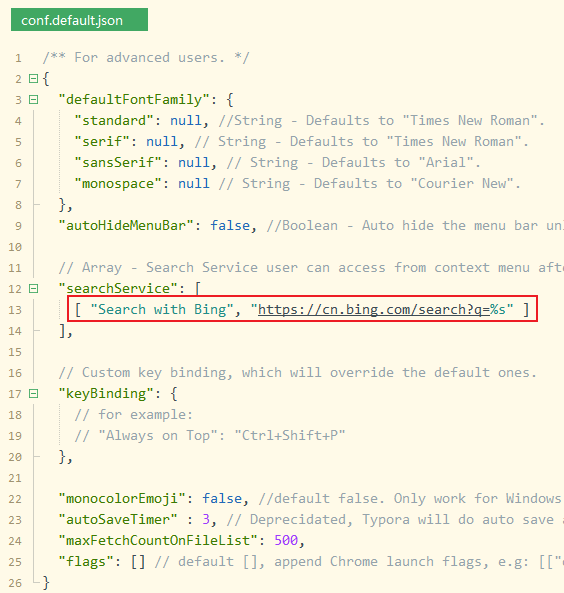 conf.default.json
1 /** For advanced users. */
2 {
3 "defaultFontFamily": {
4 "standard": null, //String - Defaults to "Times New Roman".
5 "serif": null, // String - Defaults to "Times New Roman".
6 "sansSerif": null, // String - Defaults to "Arial".
7 "monospace": null // String - Defaults to "Courier New".
8 },
9 "autoHideMenuBar": false, //Boolean - Auto hide the menu bar un
10
11 // Array - Search Service user can access from context menu afte
12 "searchService": [
13 [ "Search with Bing", "https://cn.bing.com/search?q=%s" ]
14 ],
15
16 // Custom key binding, which will override the default ones.
17 "keyBinding": {
18 // for example:
19 // "Always on Top": "Ctrl+Shift+P"
20 },
21
22 "monocolorEmoji": false, //default false. Only work for Windows
23 "autoSaveTimer" : 3, // Deprecidated, Typora will do auto save a
24 "maxFetchCountOnFileList": 500,
25 "flags": [] // default [], append Chrome launch flags, e.g: [["
26 }